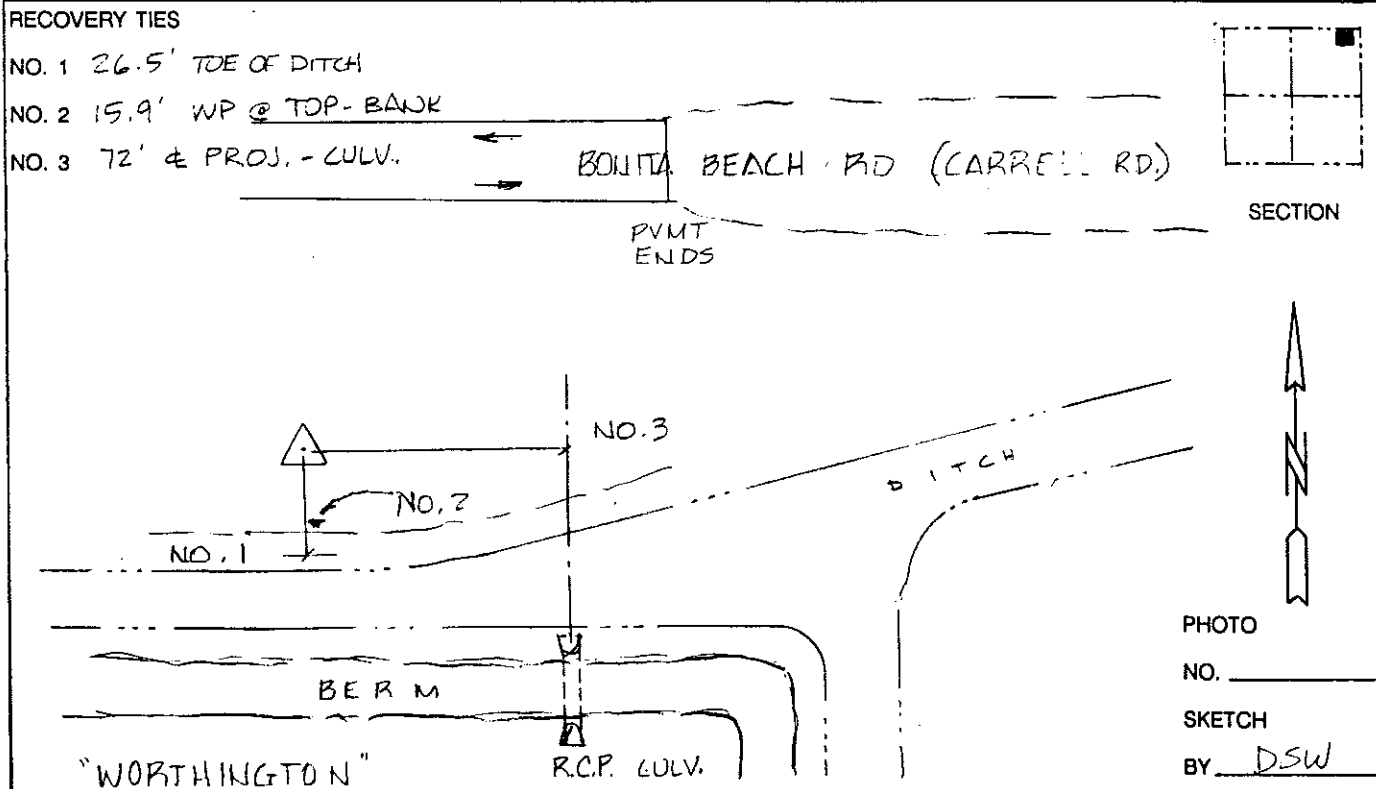 RECOVERY TIES
NO. 1 26.5' TOE OF DITCH
NO. 2 15.9' WP @ TOP-BANK
NO. 3 72' ℄ PROJ.-CULV.
BONITA BEACH RD (CARRELL RD.)
PVMT
ENDS
SECTION
N
NO.3
DITCH
NO.2
NO.1
BERM
"WORTHINGTON"
R.C.P. CULV.
PHOTO
NO.
SKETCH
BY DSW